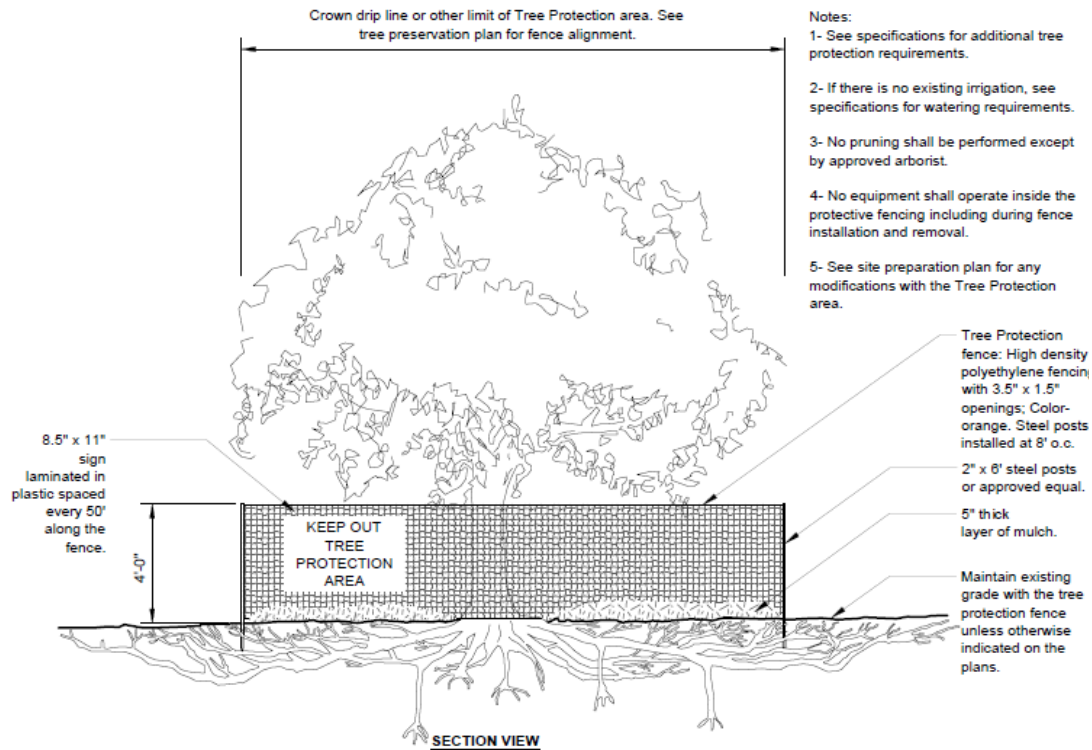 Crown drip line or other limit of Tree Protection area. See
tree preservation plan for fence alignment.
Notes:
1- See specifications for additional tree
protection requirements.
2- If there is no existing irrigation, see
specifications for watering requirements.
3- No pruning shall be performed except
by approved arborist.
4- No equipment shall operate inside the
protective fencing including during fence
installation and removal.
5- See site preparation plan for any
modifications with the Tree Protection
area.
Tree Protection
fence: High density
polyethylene fencing
with 3.5" x 1.5"
openings; Color-
orange. Steel posts
installed at 8' o.c.
2" x 6' steel posts
or approved equal.
5" thick
layer of mulch.
Maintain existing
grade with the tree
protection fence
unless otherwise
indicated on the
plans.
8.5" x 11"
sign
laminated in
plastic spaced
every 50'
along the
fence.
4'-0"
KEEP OUT
TREE
PROTECTION
AREA
SECTION VIEW